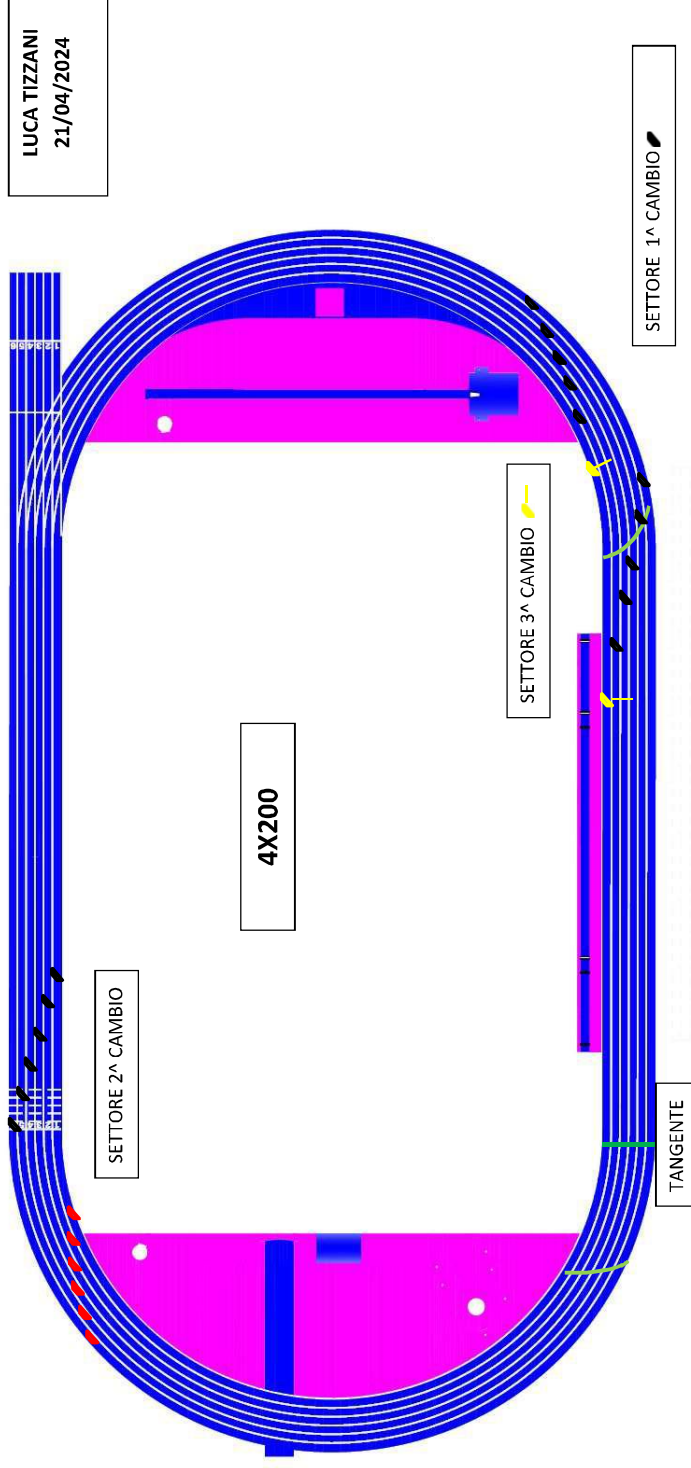 LUCA TIZZANI
21/04/2024
SETTORE 1^ CAMBIO
SETTORE 3^ CAMBIO
4X200
SETTORE 2^ CAMBIO
TANGENTE